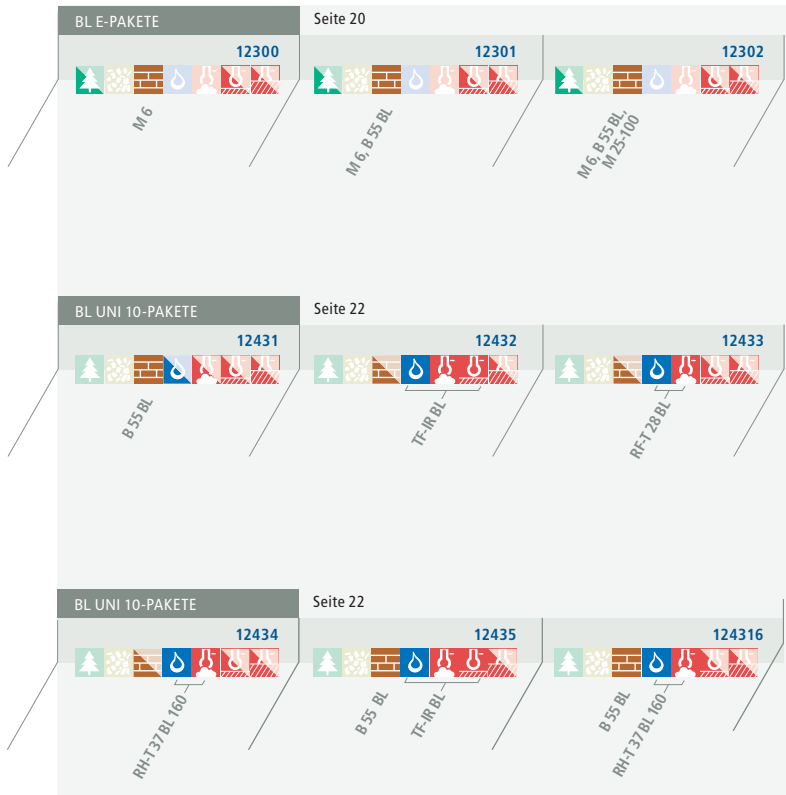 BL E-PAKETE
Seite 20
12300
12301
12302
M 6
M 6, B 55 BL
M 6, B 55 BL,
M 25-100
BL UNI 10-PAKETE
Seite 22
12431
12432
12433
B 55 BL
TF-IR BL
RF-T 28 BL
BL UNI 10-PAKETE
Seite 22
12434
12435
124316
RH-T 37 BL 160
B 55 BL
TF-IR BL
B 55 BL
RH-T 37 BL 160